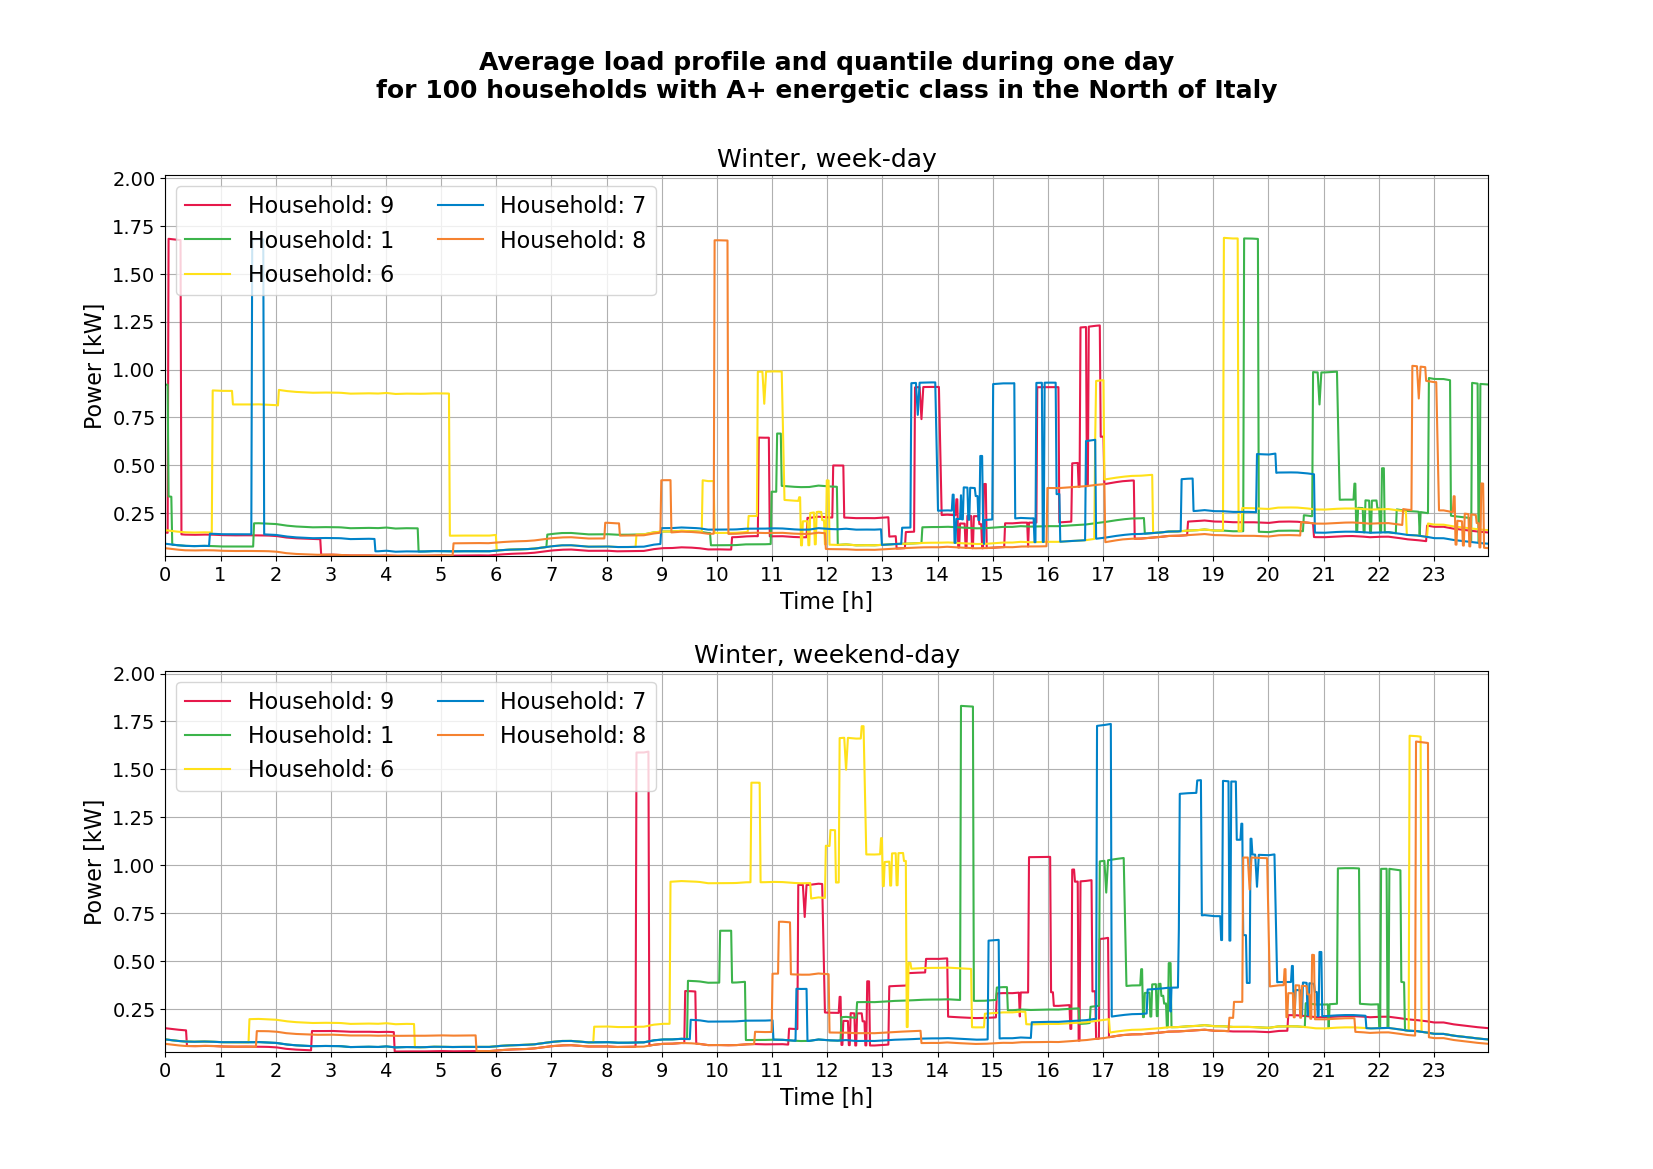 Average load profile and quantile during one day
for 100 households with A+ energetic class in the North of Italy
Winter, week-day
Household: 9
Household: 1
Household: 6
Household: 7
Household: 8
2.00
1.75
1.50
1.25
1.00
0.75
0.50
0.25
Power [kW]
0 1 2 3 4 5 6 7 8 9 10 11 12 13 14 15 16 17 18 19 20 21 22 23
Time [h]
Winter, weekend-day
Household: 9
Household: 1
Household: 6
Household: 7
Household: 8
2.00
1.75
1.50
1.25
1.00
0.75
0.50
0.25
Power [kW]
0 1 2 3 4 5 6 7 8 9 10 11 12 13 14 15 16 17 18 19 20 21 22 23
Time [h]